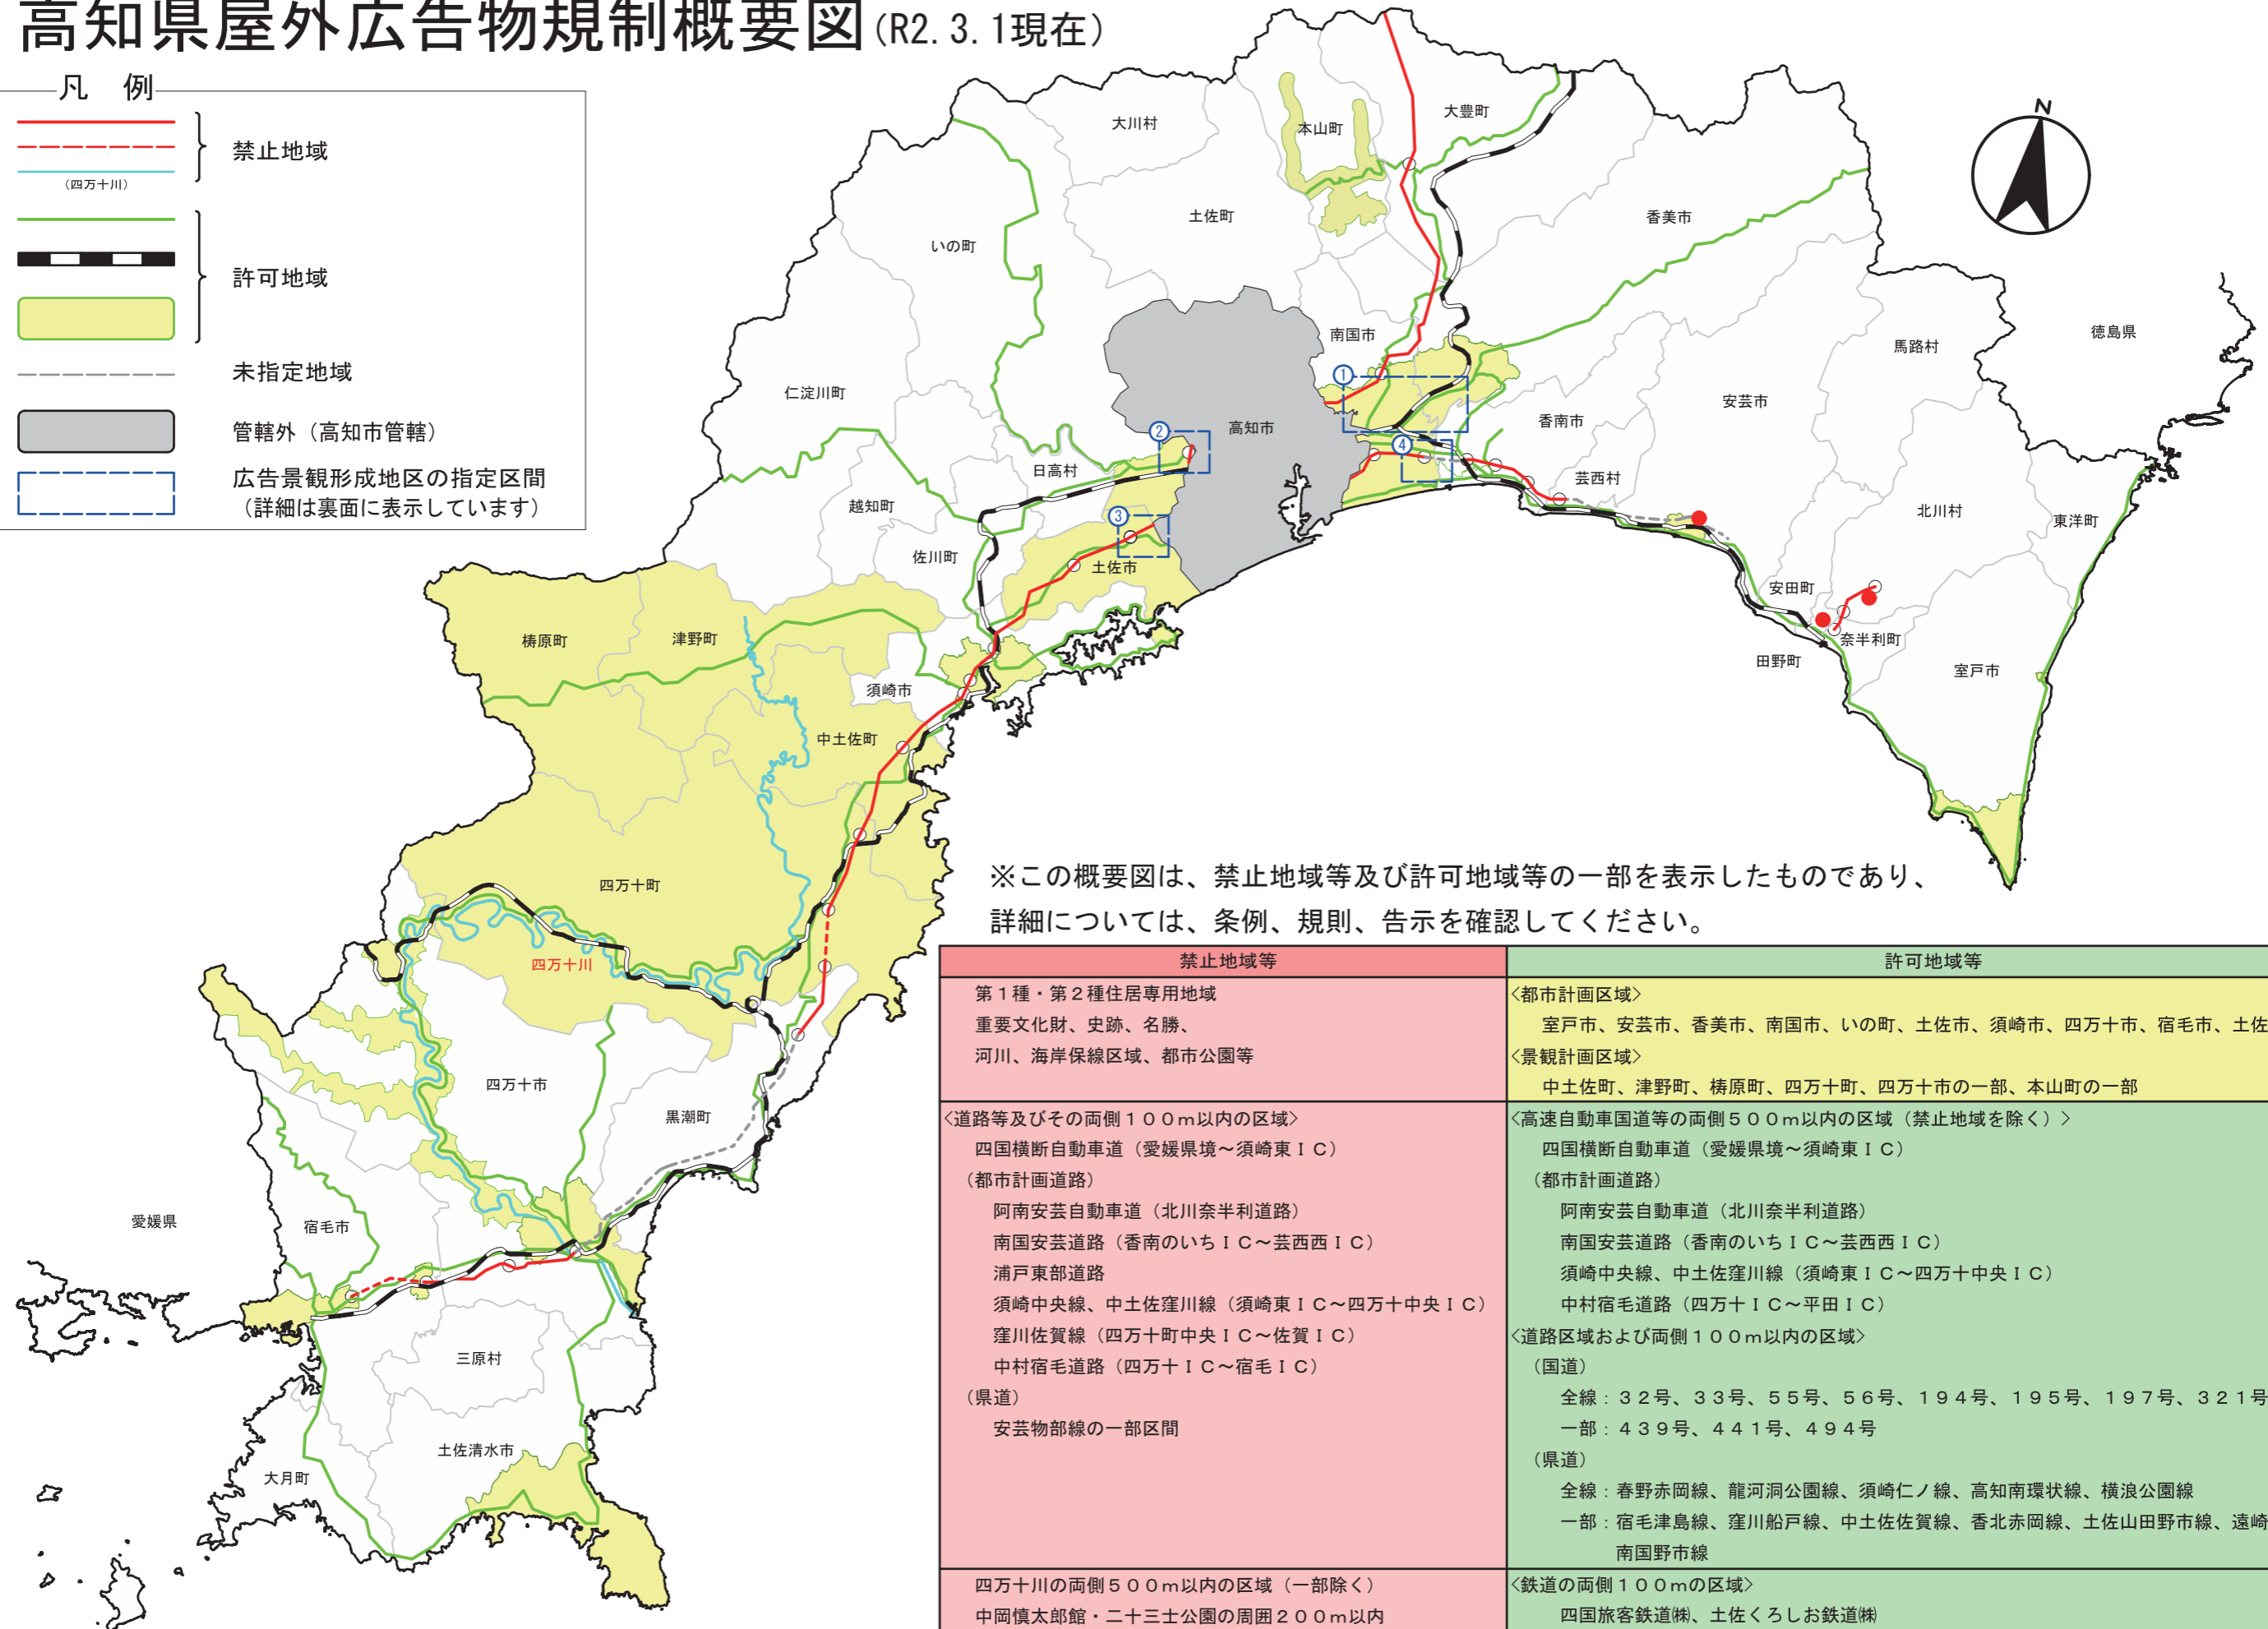 高知県屋外広告物規制概要図(R2.3.1現在)
凡 例
禁止地域
(四万十川)
許可地域
未指定地域
管轄外（高知市管轄）
広告景観形成地区の指定区間
（詳細は裏面に表示しています）
N
大川村
本山町
大豊町
土佐町
香美市
いの町
南国市
徳島県
馬路村
仁淀川町
安芸市
香南市
高知市
①
②
③
④
日高村
芸西村
越知町
北川村
東洋町
佐川町
土佐市
安田町
奈半利町
田野町
室戸市
梼原町
津野町
須崎市
中土佐町
四万十町
四万十川
四万十市
黒潮町
愛媛県
宿毛市
三原村
土佐清水市
大月町
※この概要図は、禁止地域等及び許可地域等の一部を表示したものであり、
詳細については、条例、規則、告示を確認してください。
禁止地域等
第１種・第２種住居専用地域
重要文化財、史跡、名勝、
河川、海岸保線区域、都市公園等
<道路等及びその両側１００ｍ以内の区域>
四国横断自動車道（愛媛県境～須崎東ＩＣ）
（都市計画道路）
阿南安芸自動車道（北川奈半利道路）
南国安芸道路（香南のいちＩＣ～芸西西ＩＣ）
浦戸東部道路
須崎中央線、中土佐窪川線（須崎東ＩＣ～四万十中央ＩＣ）
窪川佐賀線（四万十町中央ＩＣ～佐賀ＩＣ）
中村宿毛道路（四万十ＩＣ～宿毛ＩＣ）
（県道）
安芸物部線の一部区間
四万十川の両側５００ｍ以内の区域（一部除く）
中岡慎太郎館・二十三士公園の周囲２００ｍ以内
許可地域等
<都市計画区域>
室戸市、安芸市、香美市、南国市、いの町、土佐市、須崎市、四万十市、宿毛市、土佐
<景観計画区域>
中土佐町、津野町、梼原町、四万十町、四万十市の一部、本山町の一部
<高速自動車国道等の両側５００ｍ以内の区域（禁止地域を除く）>
四国横断自動車道（愛媛県境～須崎東ＩＣ）
（都市計画道路）
阿南安芸自動車道（北川奈半利道路）
南国安芸道路（香南のいちＩＣ～芸西西ＩＣ）
須崎中央線、中土佐窪川線（須崎東ＩＣ～四万十中央ＩＣ）
中村宿毛道路（四万十ＩＣ～平田ＩＣ）
<道路区域および両側１００ｍ以内の区域>
（国道）
全線：３２号、３３号、５５号、５６号、１９４号、１９５号、１９７号、３２１号
一部：４３９号、４４１号、４９４号
（県道）
全線：春野赤岡線、龍河洞公園線、須崎仁ノ線、高知南環状線、横浪公園線
一部：宿毛津島線、窪川船戸線、中土佐佐賀線、香北赤岡線、土佐山田野市線、遠崎
南国野市線
<鉄道の両側１００ｍの区域>
四国旅客鉄道㈱、土佐くろしお鉄道㈱